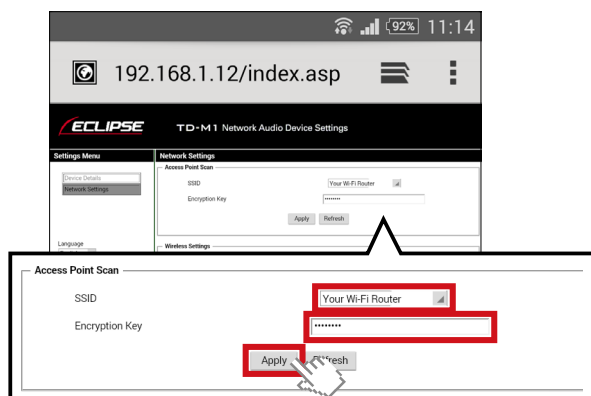 92% 11:14
192.168.1.12/index.asp
ECLIPSE TD-M1 Network Audio Device Settings
Settings Menu
Device Details
Network Settings
Language
Network Settings
Access Point Scan
SSID Your Wi-Fi Router
Encryption Key ••••••••
Apply Refresh
Wireless Settings
Access Point Scan
SSID Your Wi-Fi Router
Encryption Key ••••••••
Apply Refresh